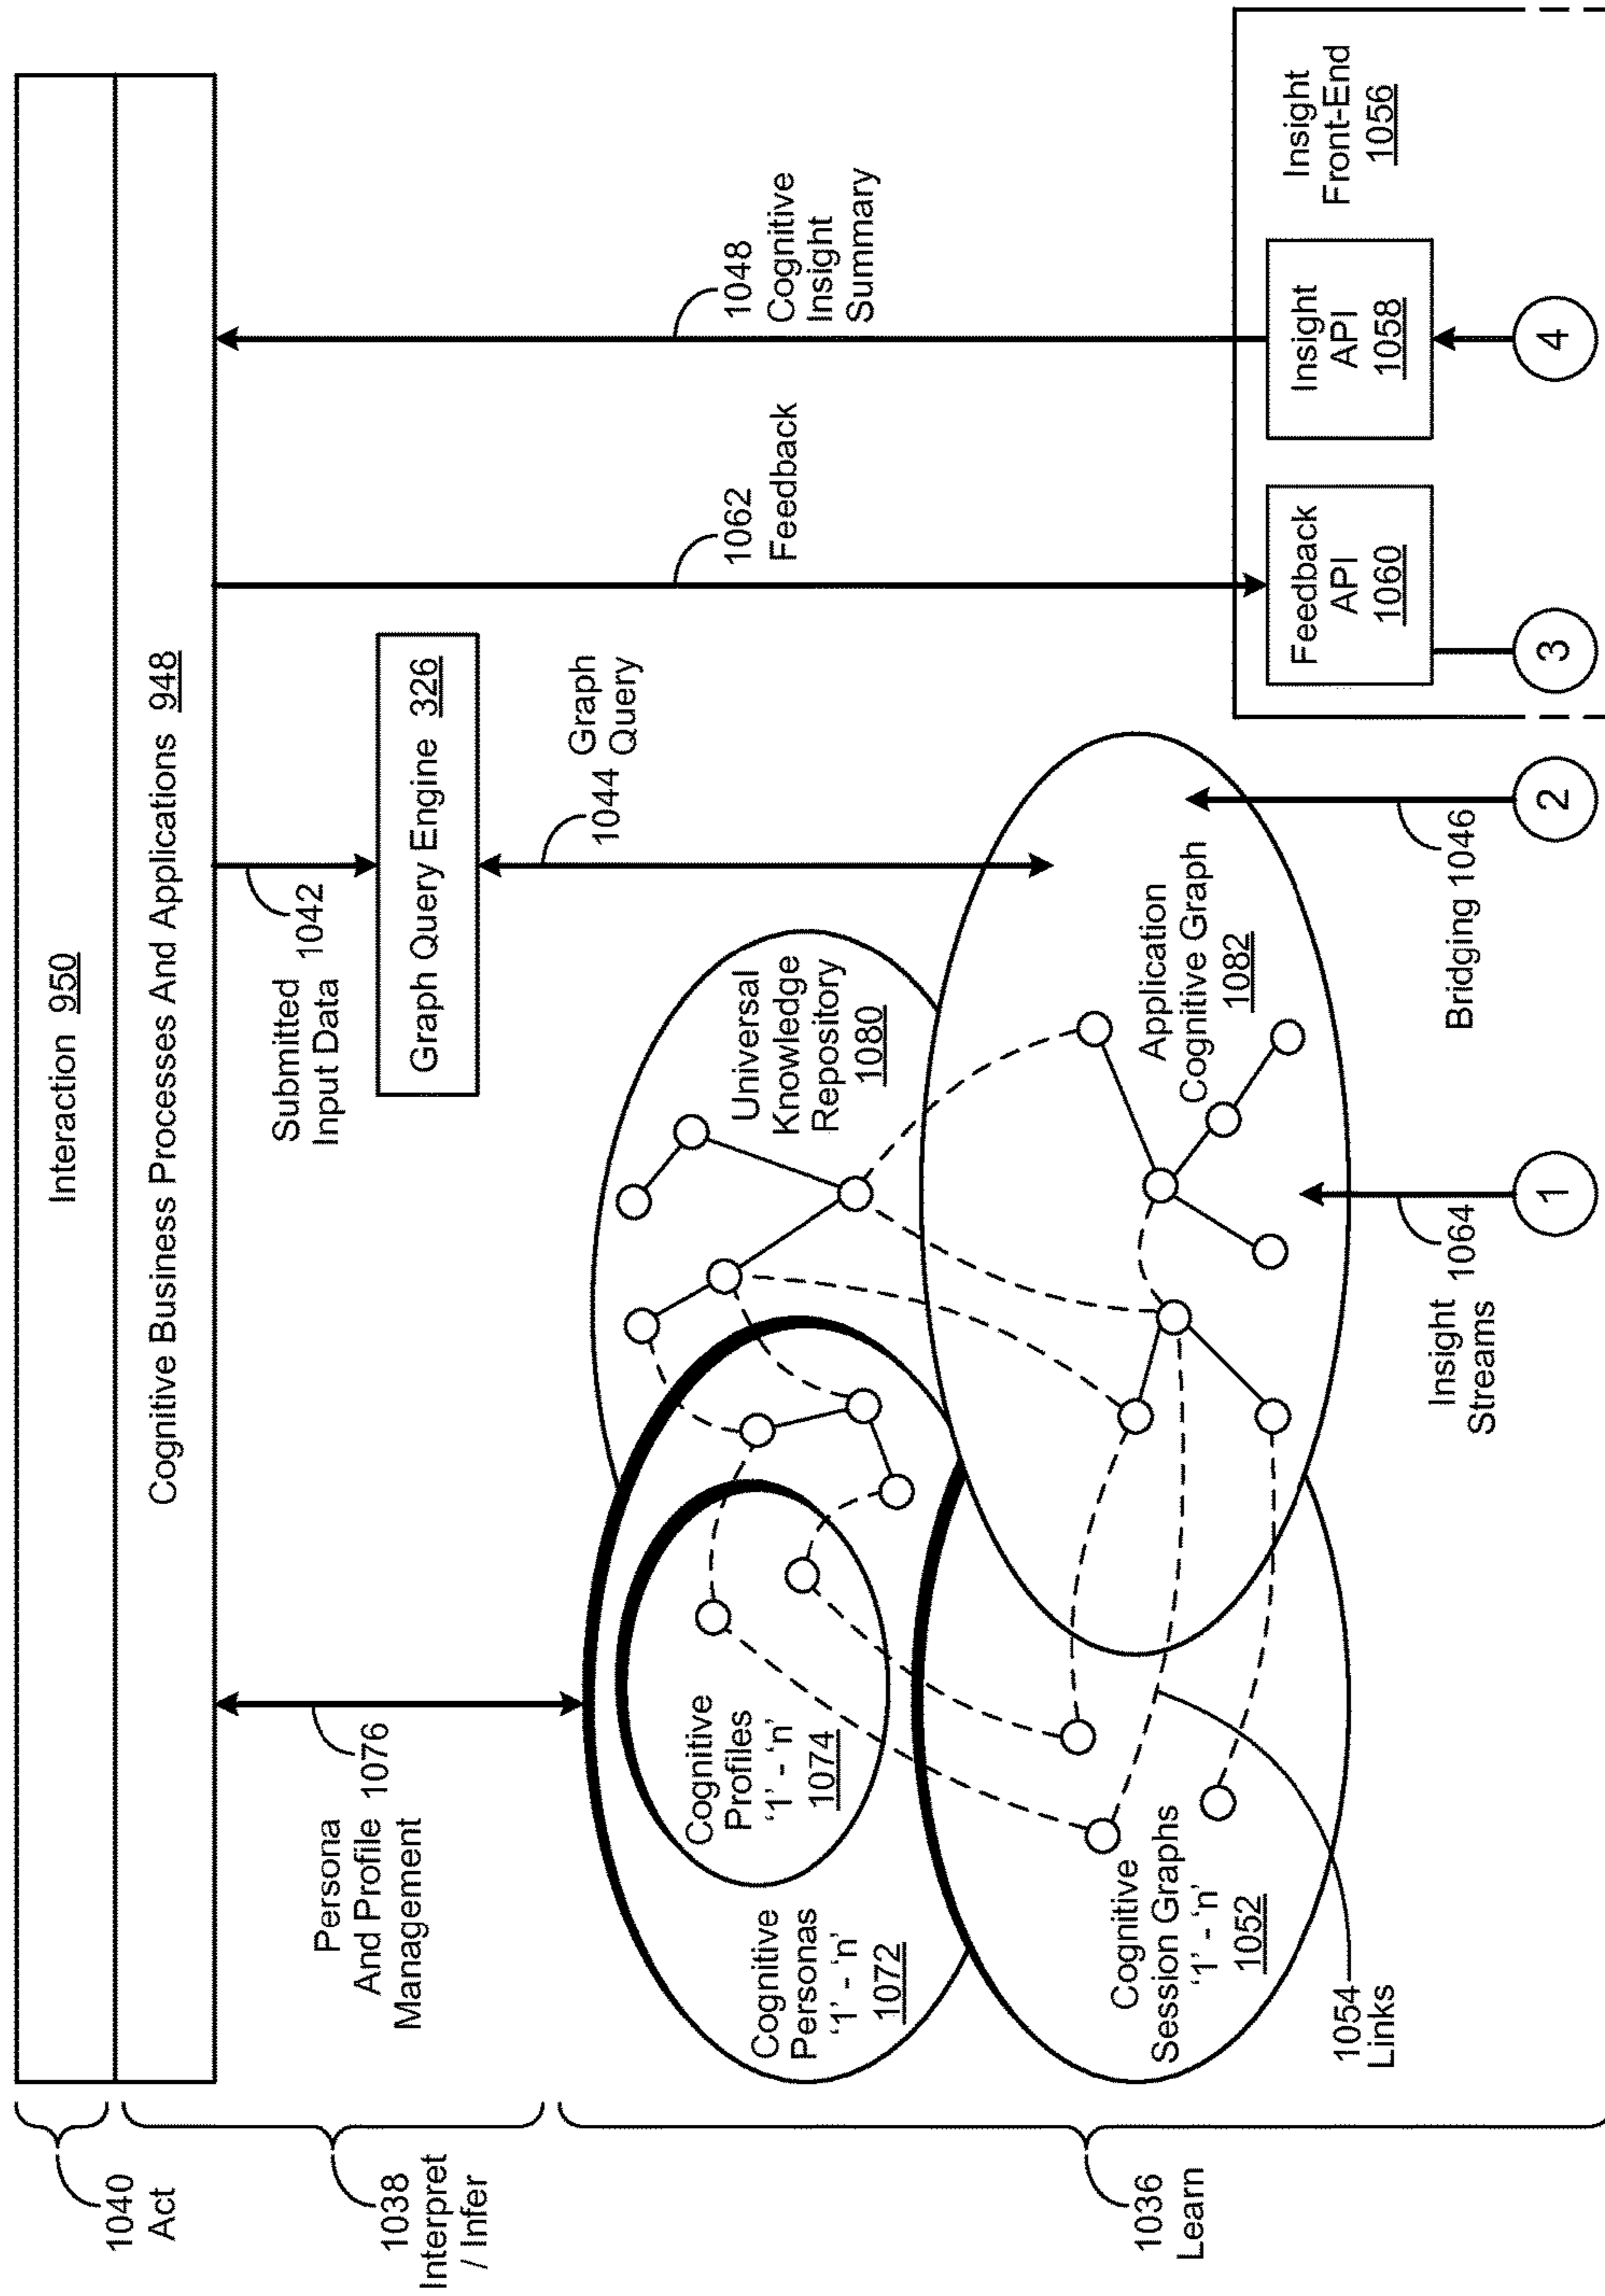 1040
Act
1038
Interpret
/ Infer
1036
Learn
Interaction 950
Cognitive Business Processes And Applications 948
Persona
And Profile 1076
Management
Submitted
Input Data 1042
Graph Query Engine 326
1044 Graph
Query
1062
Feedback
1048
Cognitive
Insight
Summary
Cognitive
Personas
‘1’ - ‘n’
1072
Cognitive
Profiles
‘1’ - ‘n’
1074
Universal
Knowledge
Repository
1080
Cognitive
Session Graphs
‘1’ - ‘n’
1052
Application
Cognitive Graph
1082
1054
Links
Insight 1064
Streams
Bridging 1046
Feedback
API
1060
Insight
API
1058
Insight
Front-End
1056
1
2
3
4